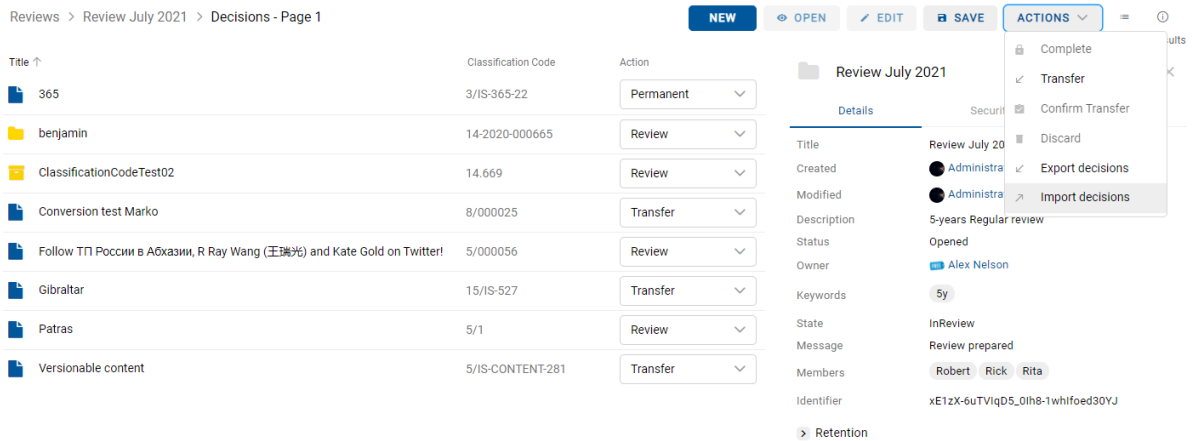 Reviews > Review July 2021 > Decisions - Page 1
NEW
OPEN
EDIT
SAVE
ACTIONS
Title ↑
Classification Code
Action
365
3/IS-365-22
Permanent
benjamin
14-2020-000665
Review
ClassificationCodeTest02
14.669
Review
Conversion test Marko
8/000025
Transfer
Follow ТП России в Абхазии, R Ray Wang (王瑞光) and Kate Gold on Twitter!
5/000056
Review
Gibraltar
15/IS-527
Transfer
Patras
5/1
Review
Versionable content
5/IS-CONTENT-281
Transfer
Complete
Transfer
Confirm Transfer
Discard
Export decisions
Import decisions
Review July 2021
Details
Title
Review July 20
Created
Modified
Description
5-years Regular review
Status
Opened
Owner
Alex Nelson
Keywords
5y
State
InReview
Message
Review prepared
Members
Robert Rick Rita
Identifier
xE1zX-6uTVIqD5_0Ih8-1whIfoed30YJ
> Retention